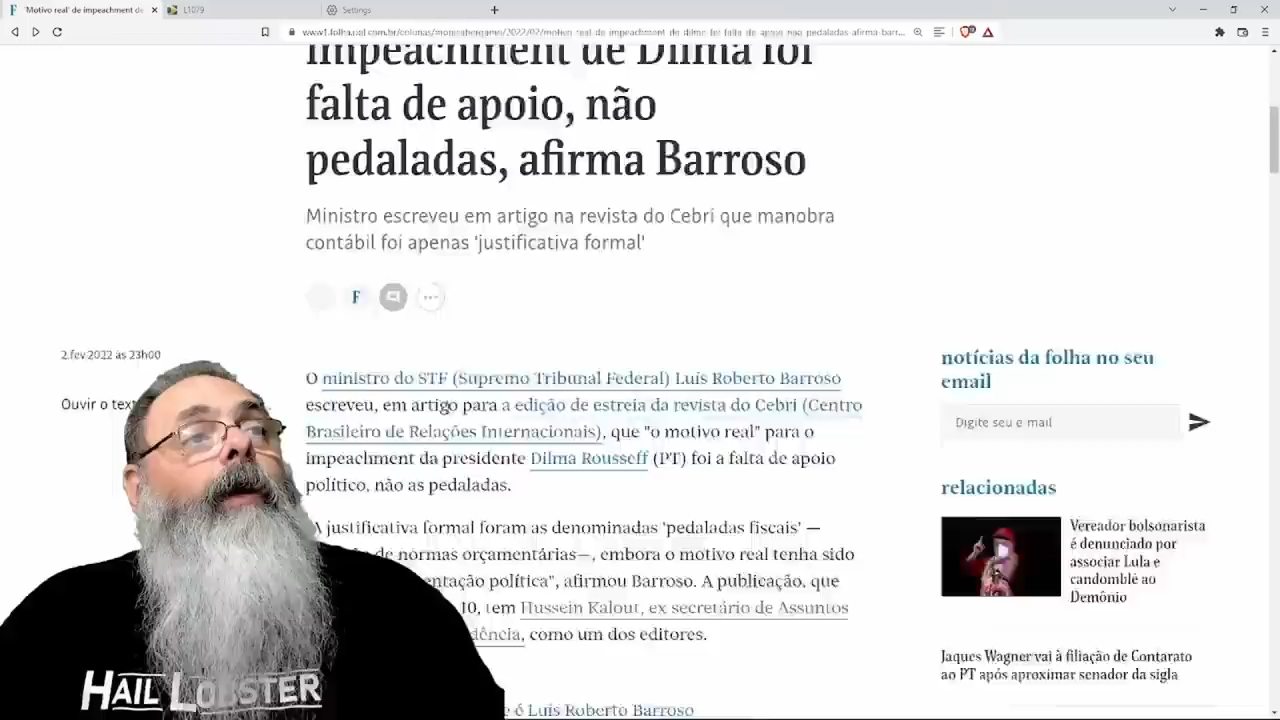 'Motivo real' de impeachment de
L1079
Settings
impeachment de Dilma foi
falta de apoio, não
pedaladas, afirma Barroso
Ministro escreveu em artigo na revista do Cebri que manobra
contábil foi apenas 'justificativa formal'
F
2.fev.2022 às 23h00
Ouvir o text
O ministro do STF (Supremo Tribunal Federal) Luís Roberto Barroso
escreveu, em artigo para a edição de estreia da revista do Cebri (Centro
Brasileiro de Relações Internacionais), que "o motivo real" para o
impeachment da presidente Dilma Rousseff (PT) foi a falta de apoio
político, não as pedaladas.
A justificativa formal foram as denominadas 'pedaladas fiscais' —
de normas orçamentárias—, embora o motivo real tenha sido
entação política", afirmou Barroso. A publicação, que
10, tem Hussein Kalout, ex secretário de Assuntos
dência, como um dos editores.
e é Luís Roberto Barroso
notícias da folha no seu
email
Digite seu e mail
relacionadas
Vereador bolsonarista
é denunciado por
associar Lula e
candomblé ao
Demônio
Jaques Wagner vai à filiação de Contarato
ao PT após aproximar senador da sigla
HAIL LOBSTER